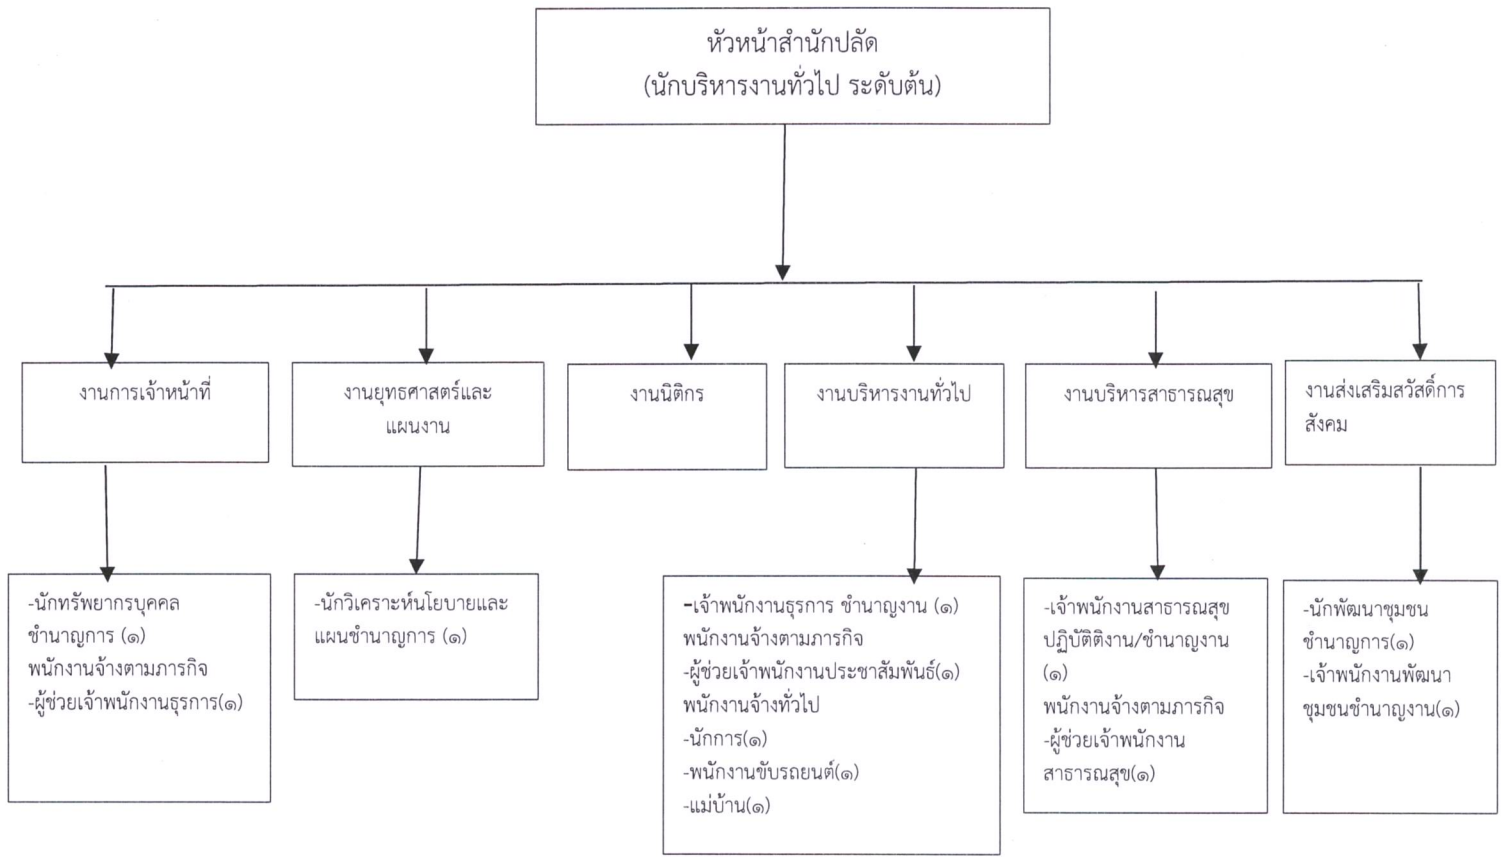 หัวหน้าสำนักปลัด
(นักบริหารงานทั่วไป ระดับต้น)
งานการเจ้าหน้าที่
งานยุทธศาสตร์และ
แผนงาน
งานนิติกร
งานบริหารงานทั่วไป
งานบริหารสาธารณสุข
งานส่งเสริมสวัสดิ์การ
สังคม
-นักทรัพยากรบุคคล
ชำนาญการ (๑)
พนักงานจ้างตามภารกิจ
-ผู้ช่วยเจ้าพนักงานธุรการ(๑)
-นักวิเคราะห์นโยบายและ
แผนชำนาญการ (๑)
-เจ้าพนักงานธุรการ ชำนาญงาน (๑)
พนักงานจ้างตามภารกิจ
-ผู้ช่วยเจ้าพนักงานประชาสัมพันธ์(๑)
พนักงานจ้างทั่วไป
-นักการ(๑)
-พนักงานขับรถยนต์(๑)
-แม่บ้าน(๑)
-เจ้าพนักงานสาธารณสุข
ปฏิบัติติงาน/ชำนาญงาน
(๑)
พนักงานจ้างตามภารกิจ
-ผู้ช่วยเจ้าพนักงาน
สาธารณสุข(๑)
-นักพัฒนาชุมชน
ชำนาญการ(๑)
-เจ้าพนักงานพัฒนา
ชุมชนชำนาญงาน(๑)